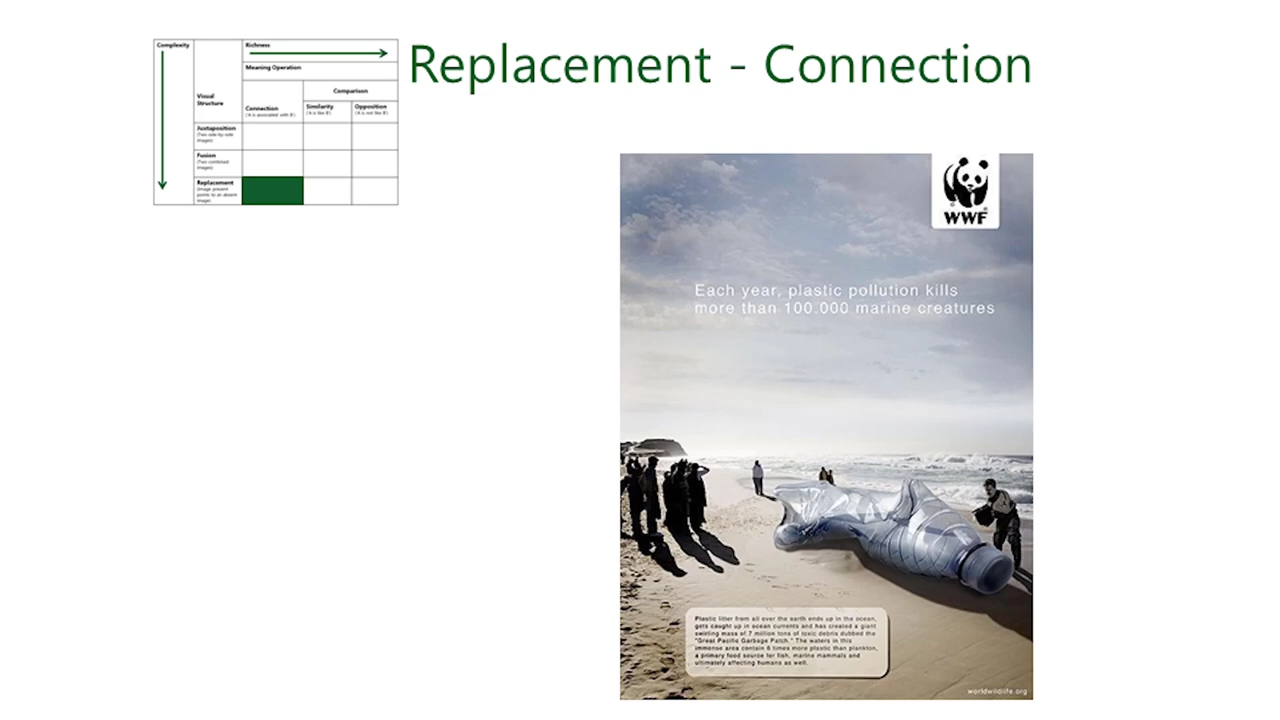 Replacement - Connection
Complexity
Richness
Meaning Operation
Visual
Structure
Comparison
Connection
('A is associated with B')
Similarity
('A is like B')
Opposition
('A is not like B')
Juxtaposition
(Two side-by-side
images)
Fusion
(Two combined
images)
Replacement
(Image present
points to an absent
image)
WWF
Each year, plastic pollution kills
more than 100.000 marine creatures
Plastic litter from all over the earth ends up in the ocean,
gets caught up in ocean currents and has created a giant
swirling mass of 7 million tons of toxic debris dubbed the
"Great Pacific Garbage Patch." The waters in this
immense area contain 6 times more plastic than plankton,
a primary food source for fish, marine mammals and
ultimately affecting humans as well.
worldwildlife.org